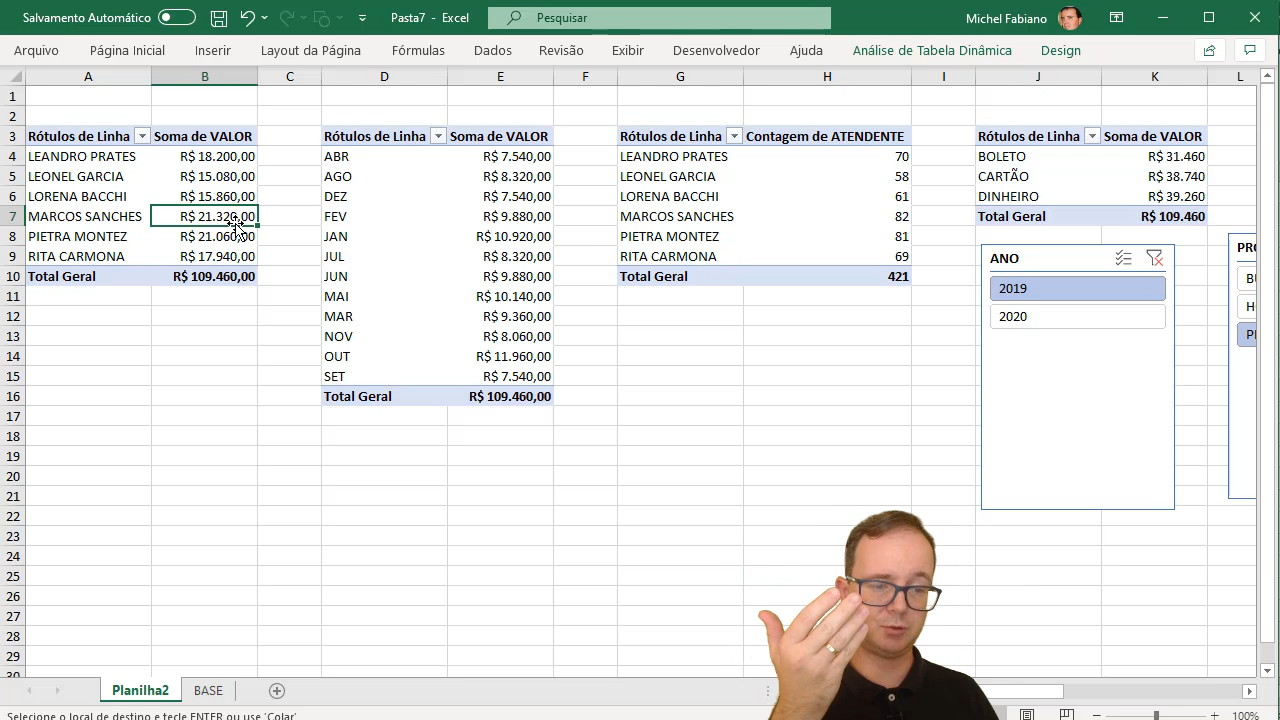 Salvamento Automático
Pasta7 - Excel
Pesquisar
Michel Fabiano
Arquivo Página Inicial Inserir Layout da Página Fórmulas Dados Revisão Exibir Desenvolvedor Ajuda Análise de Tabela Dinâmica Design
A B C D E F G H I J K L
1
2
3 Rótulos de Linha Soma de VALOR Rótulos de Linha Soma de VALOR Rótulos de Linha Contagem de ATENDENTE Rótulos de Linha Soma de VALOR
4 LEANDRO PRATES R$ 18.200,00 ABR R$ 7.540,00 LEANDRO PRATES 70 BOLETO R$ 31.460
5 LEONEL GARCIA R$ 15.080,00 AGO R$ 8.320,00 LEONEL GARCIA 58 CARTÃO R$ 38.740
6 LORENA BACCHI R$ 15.860,00 DEZ R$ 7.540,00 LORENA BACCHI 61 DINHEIRO R$ 39.260
7 MARCOS SANCHES R$ 21.320,00 FEV R$ 9.880,00 MARCOS SANCHES 82 Total Geral R$ 109.460
8 PIETRA MONTEZ R$ 21.060,00 JAN R$ 10.920,00 PIETRA MONTEZ 81
9 RITA CARMONA R$ 17.940,00 JUL R$ 8.320,00 RITA CARMONA 69
10 Total Geral R$ 109.460,00 JUN R$ 9.880,00 Total Geral 421
11 MAI R$ 10.140,00
12 MAR R$ 9.360,00
13 NOV R$ 8.060,00
14 OUT R$ 11.960,00
15 SET R$ 7.540,00
16 Total Geral R$ 109.460,00
17
18
19
20
21
22
23
24
25
26
27
28
29
30
ANO
2019
2020
PR
Planilha2 BASE
Selecione o local de destino e tecle ENTER ou use 'Colar'
100%